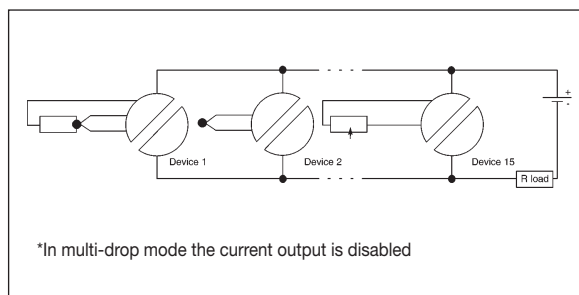 +
-
Device 1
Device 2
Device 15
R load
*In multi-drop mode the current output is disabled